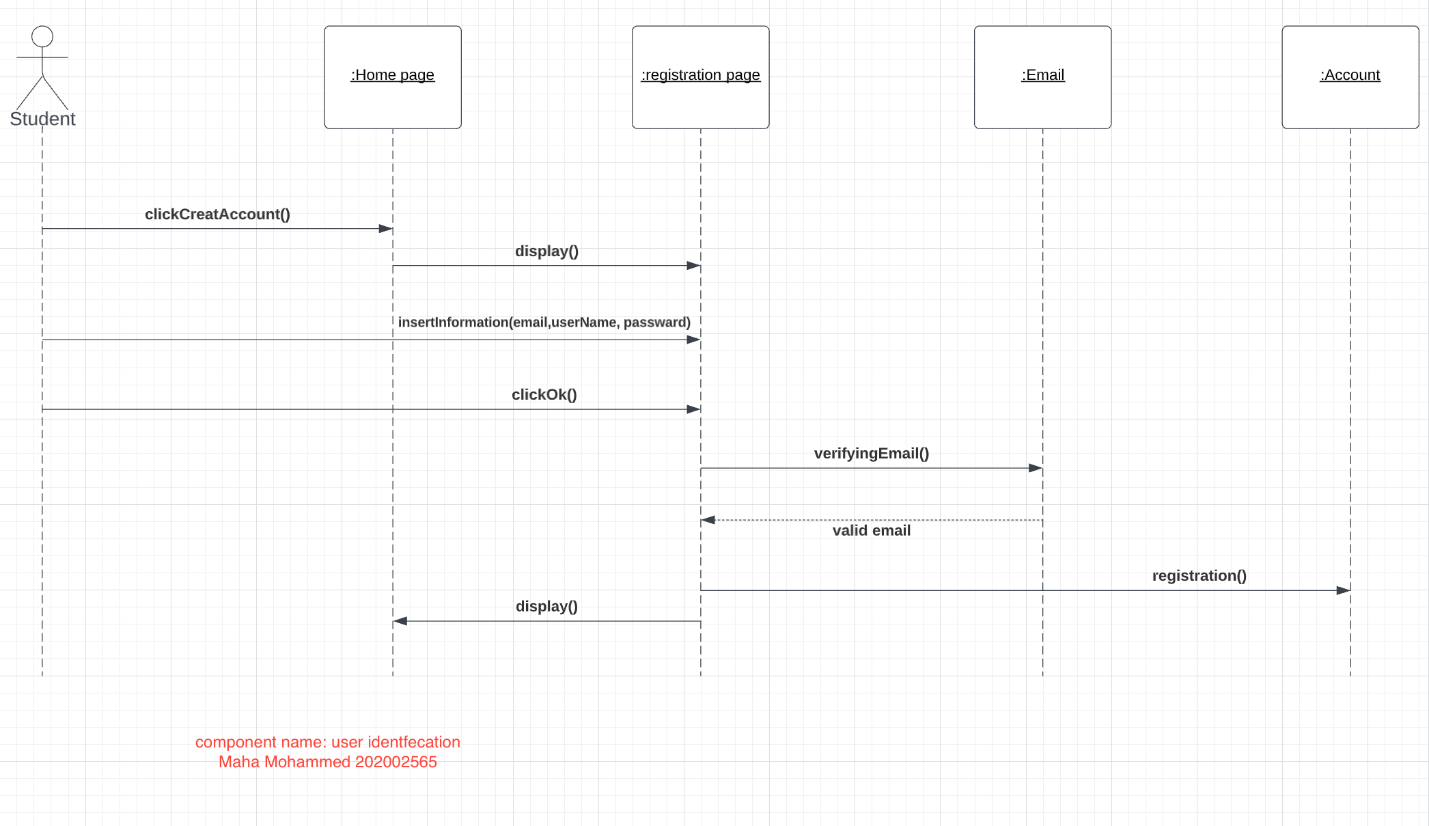 Student
:Home page
:registration page
:Email
:Account
clickCreatAccount()
display()
insertInformation(email,userName, passward)
clickOk()
verifyingEmail()
valid email
registration()
display()
component name: user identfecation
Maha Mohammed 202002565